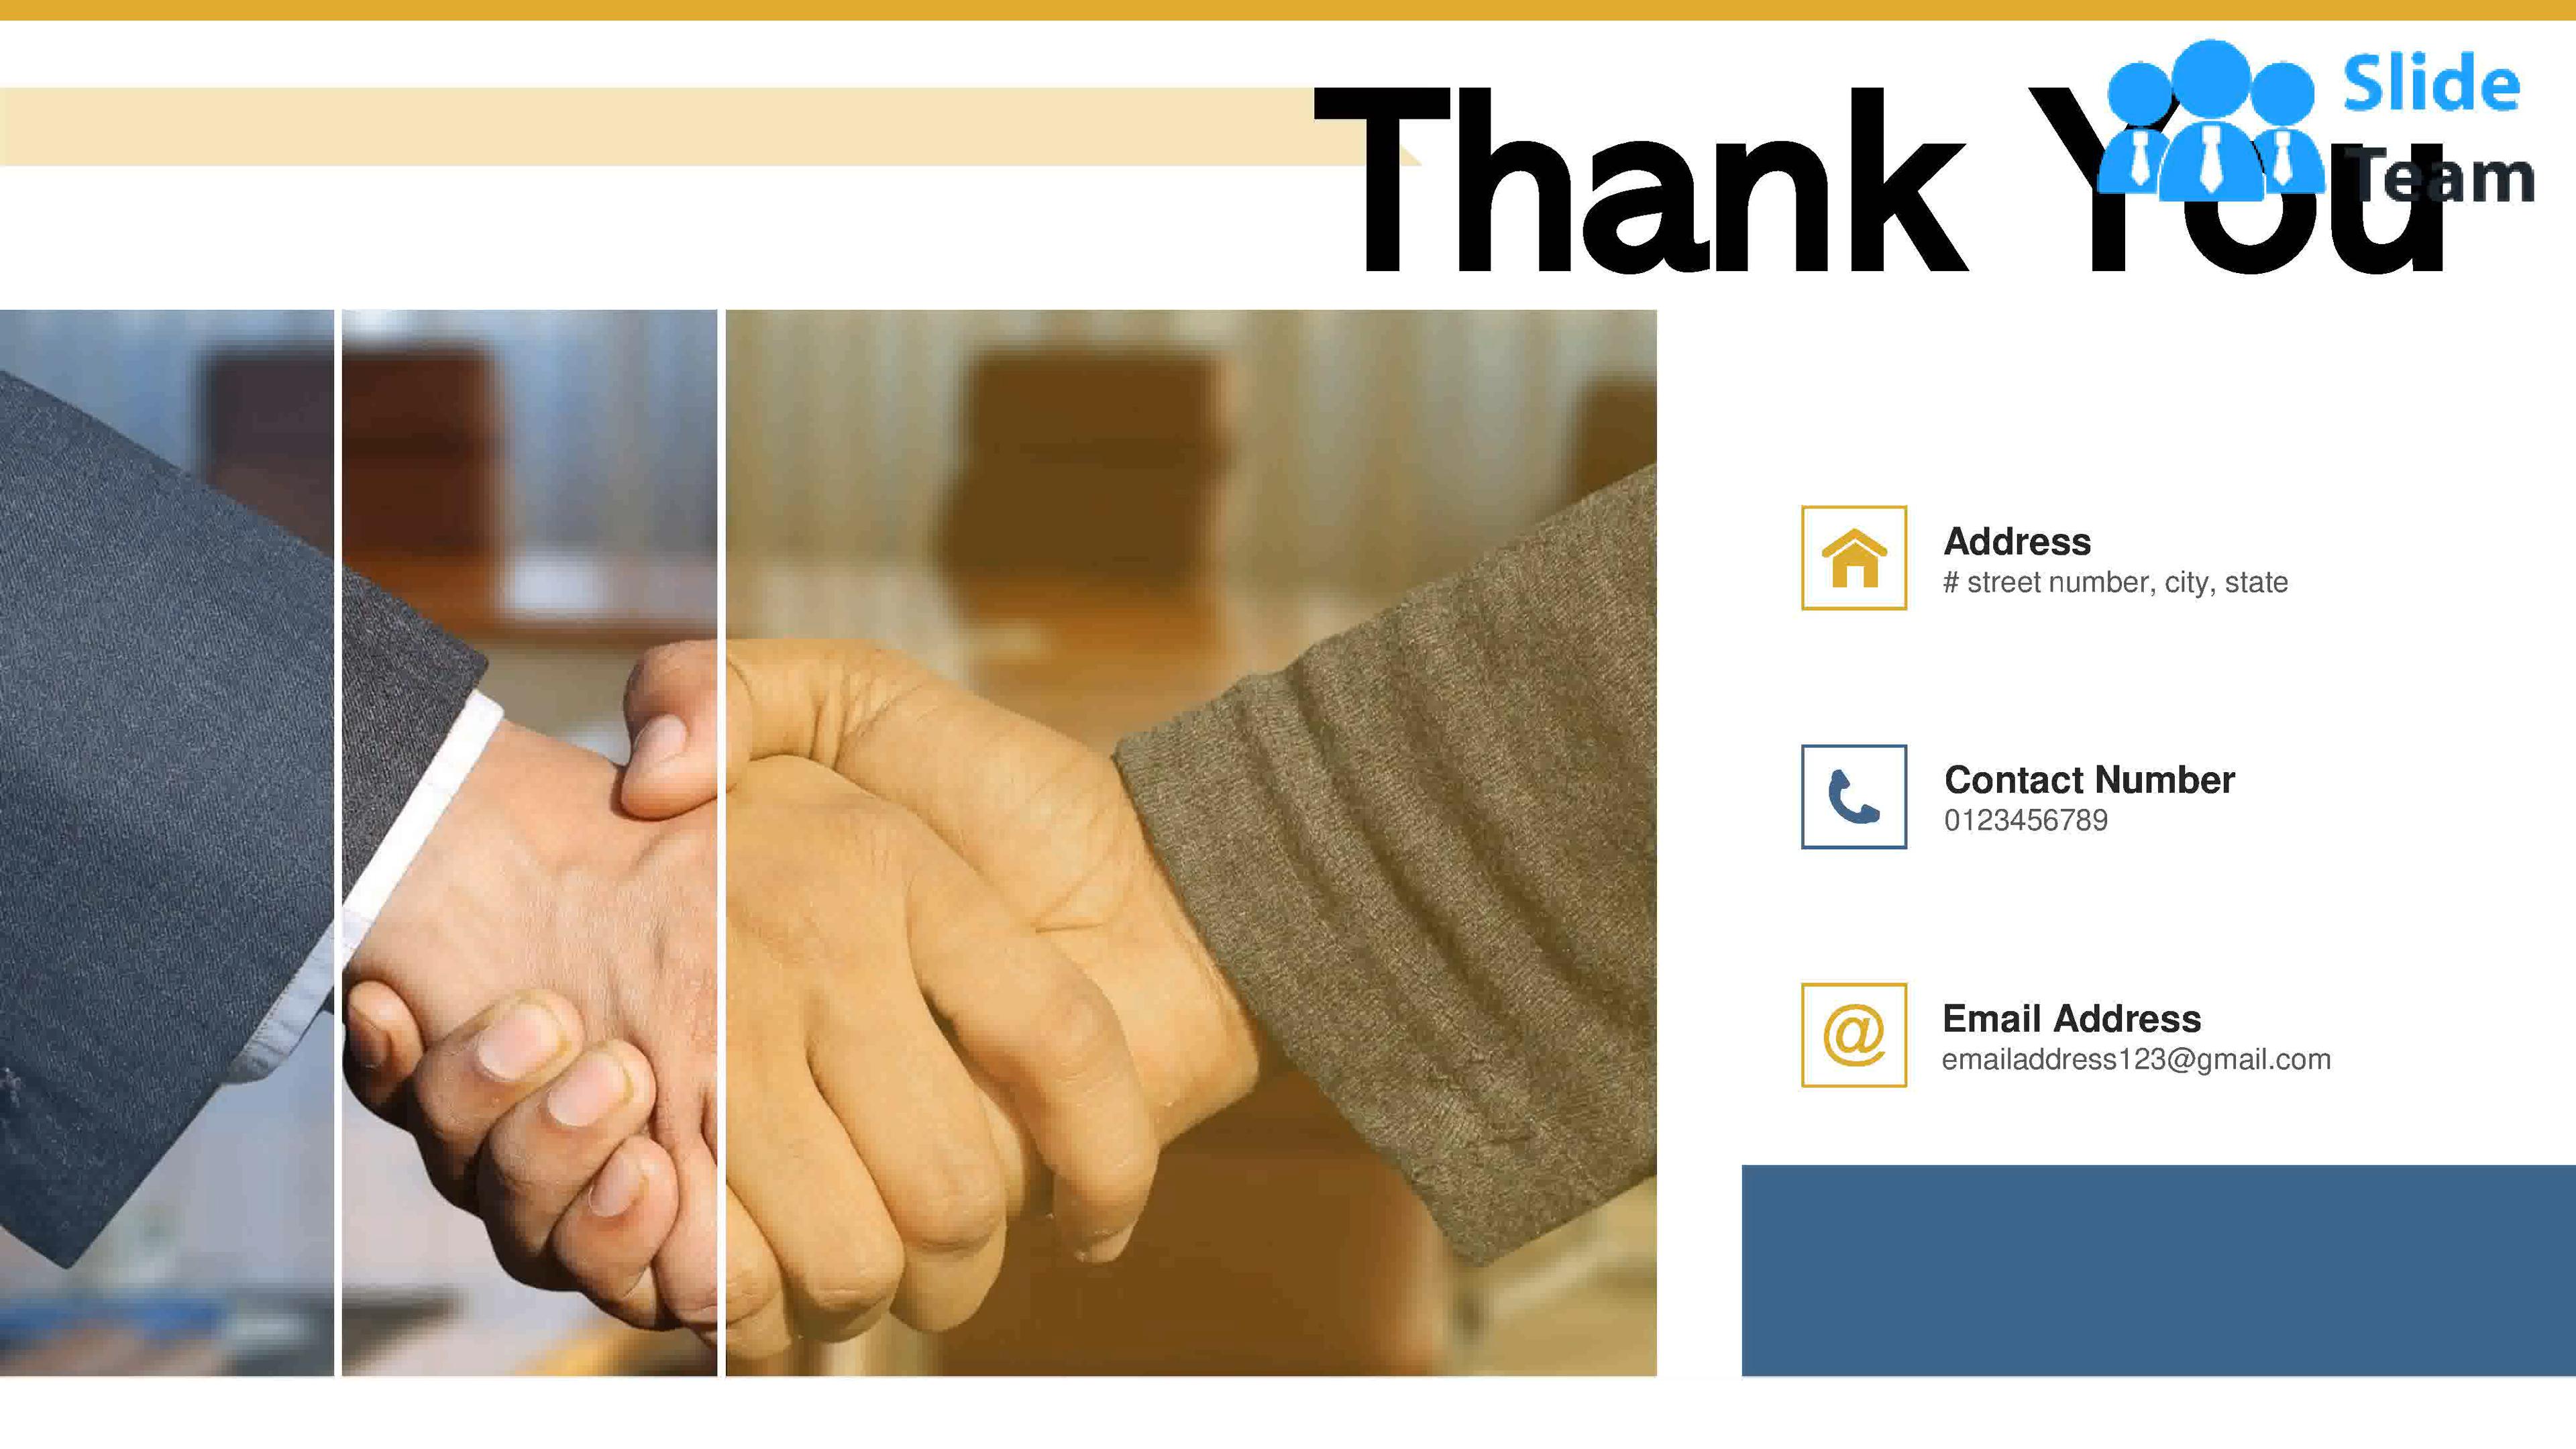 Thank You
Slide
Team
Address
# street number, city, state
Contact Number
0123456789
@
Email Address
emailaddress123@gmail.com